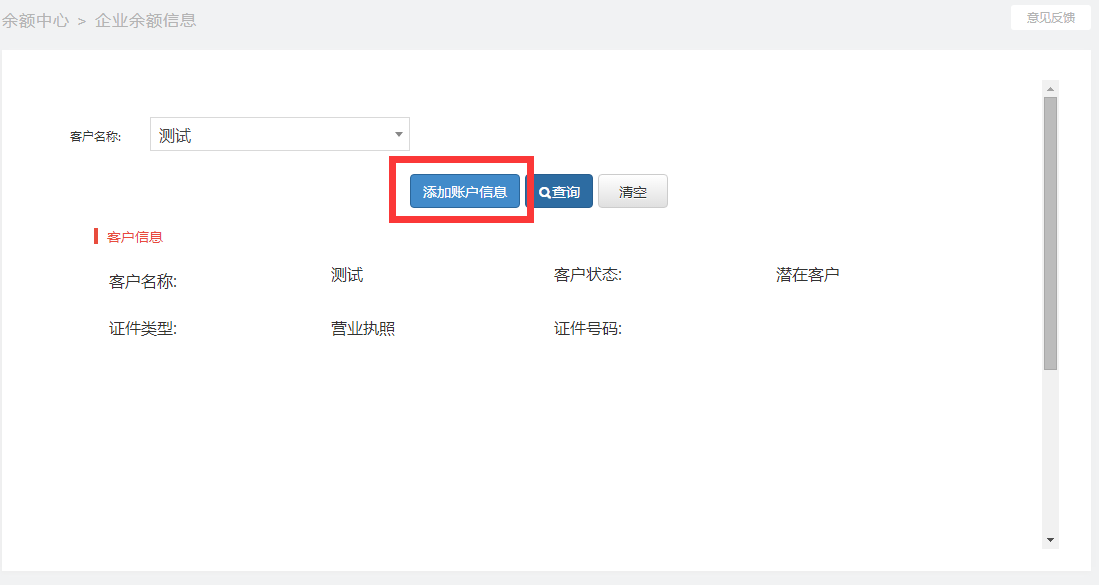 余额中心 > 企业余额信息
意见反馈
客户名称: 测试
添加账户信息 查询 清空
客户信息
客户名称: 测试 客户状态: 潜在客户
证件类型: 营业执照 证件号码: